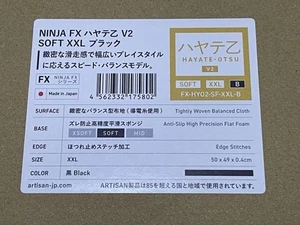 NINJA FX ハヤテ乙 V2
SOFT XXL ブラック
緻密な滑走感で幅広いプレイスタイル
に応えるスピード・バランスモデル。
FX NINJA FX シリーズ
Made in Japan
4562332175802
ハヤテ乙
HAYATE-OTSU
V2
SOFT XXL B
FX-HYO2-SF-XXL-B
SURFACE 緻密なバランス型布地（導電糸使用） Tightly Woven Balanced Cloth
BASE ズレ防止高精度平滑スポンジ Anti-Slip High Precision Flat Foam
XSOFT SOFT MID
EDGE ほつれ止めステッチ加工 Edge Stitches
SIZE XXL 50 x 49 x 0.4cm
COLOR 黒 Black
artisan-jp.com ARTISAN製品は85を超える国と地域で使用されています。